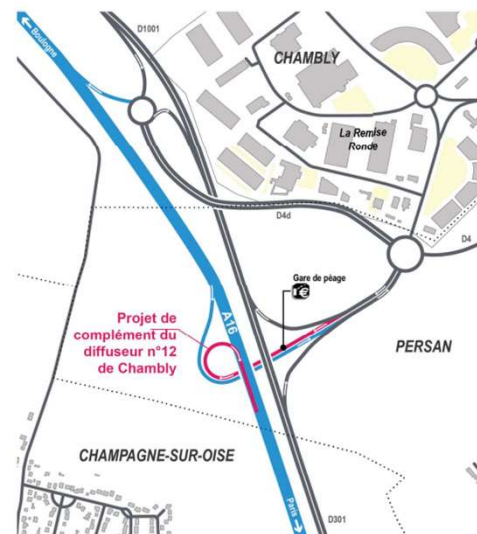 Boulogne
D1001
CHAMBLY
La Remise
Ronde
D4d
D4
Gare de péage
€
A16
Projet de
complément du
diffuseur n°12
de Chambly
PERSAN
CHAMPAGNE-SUR-OISE
Paris
D301